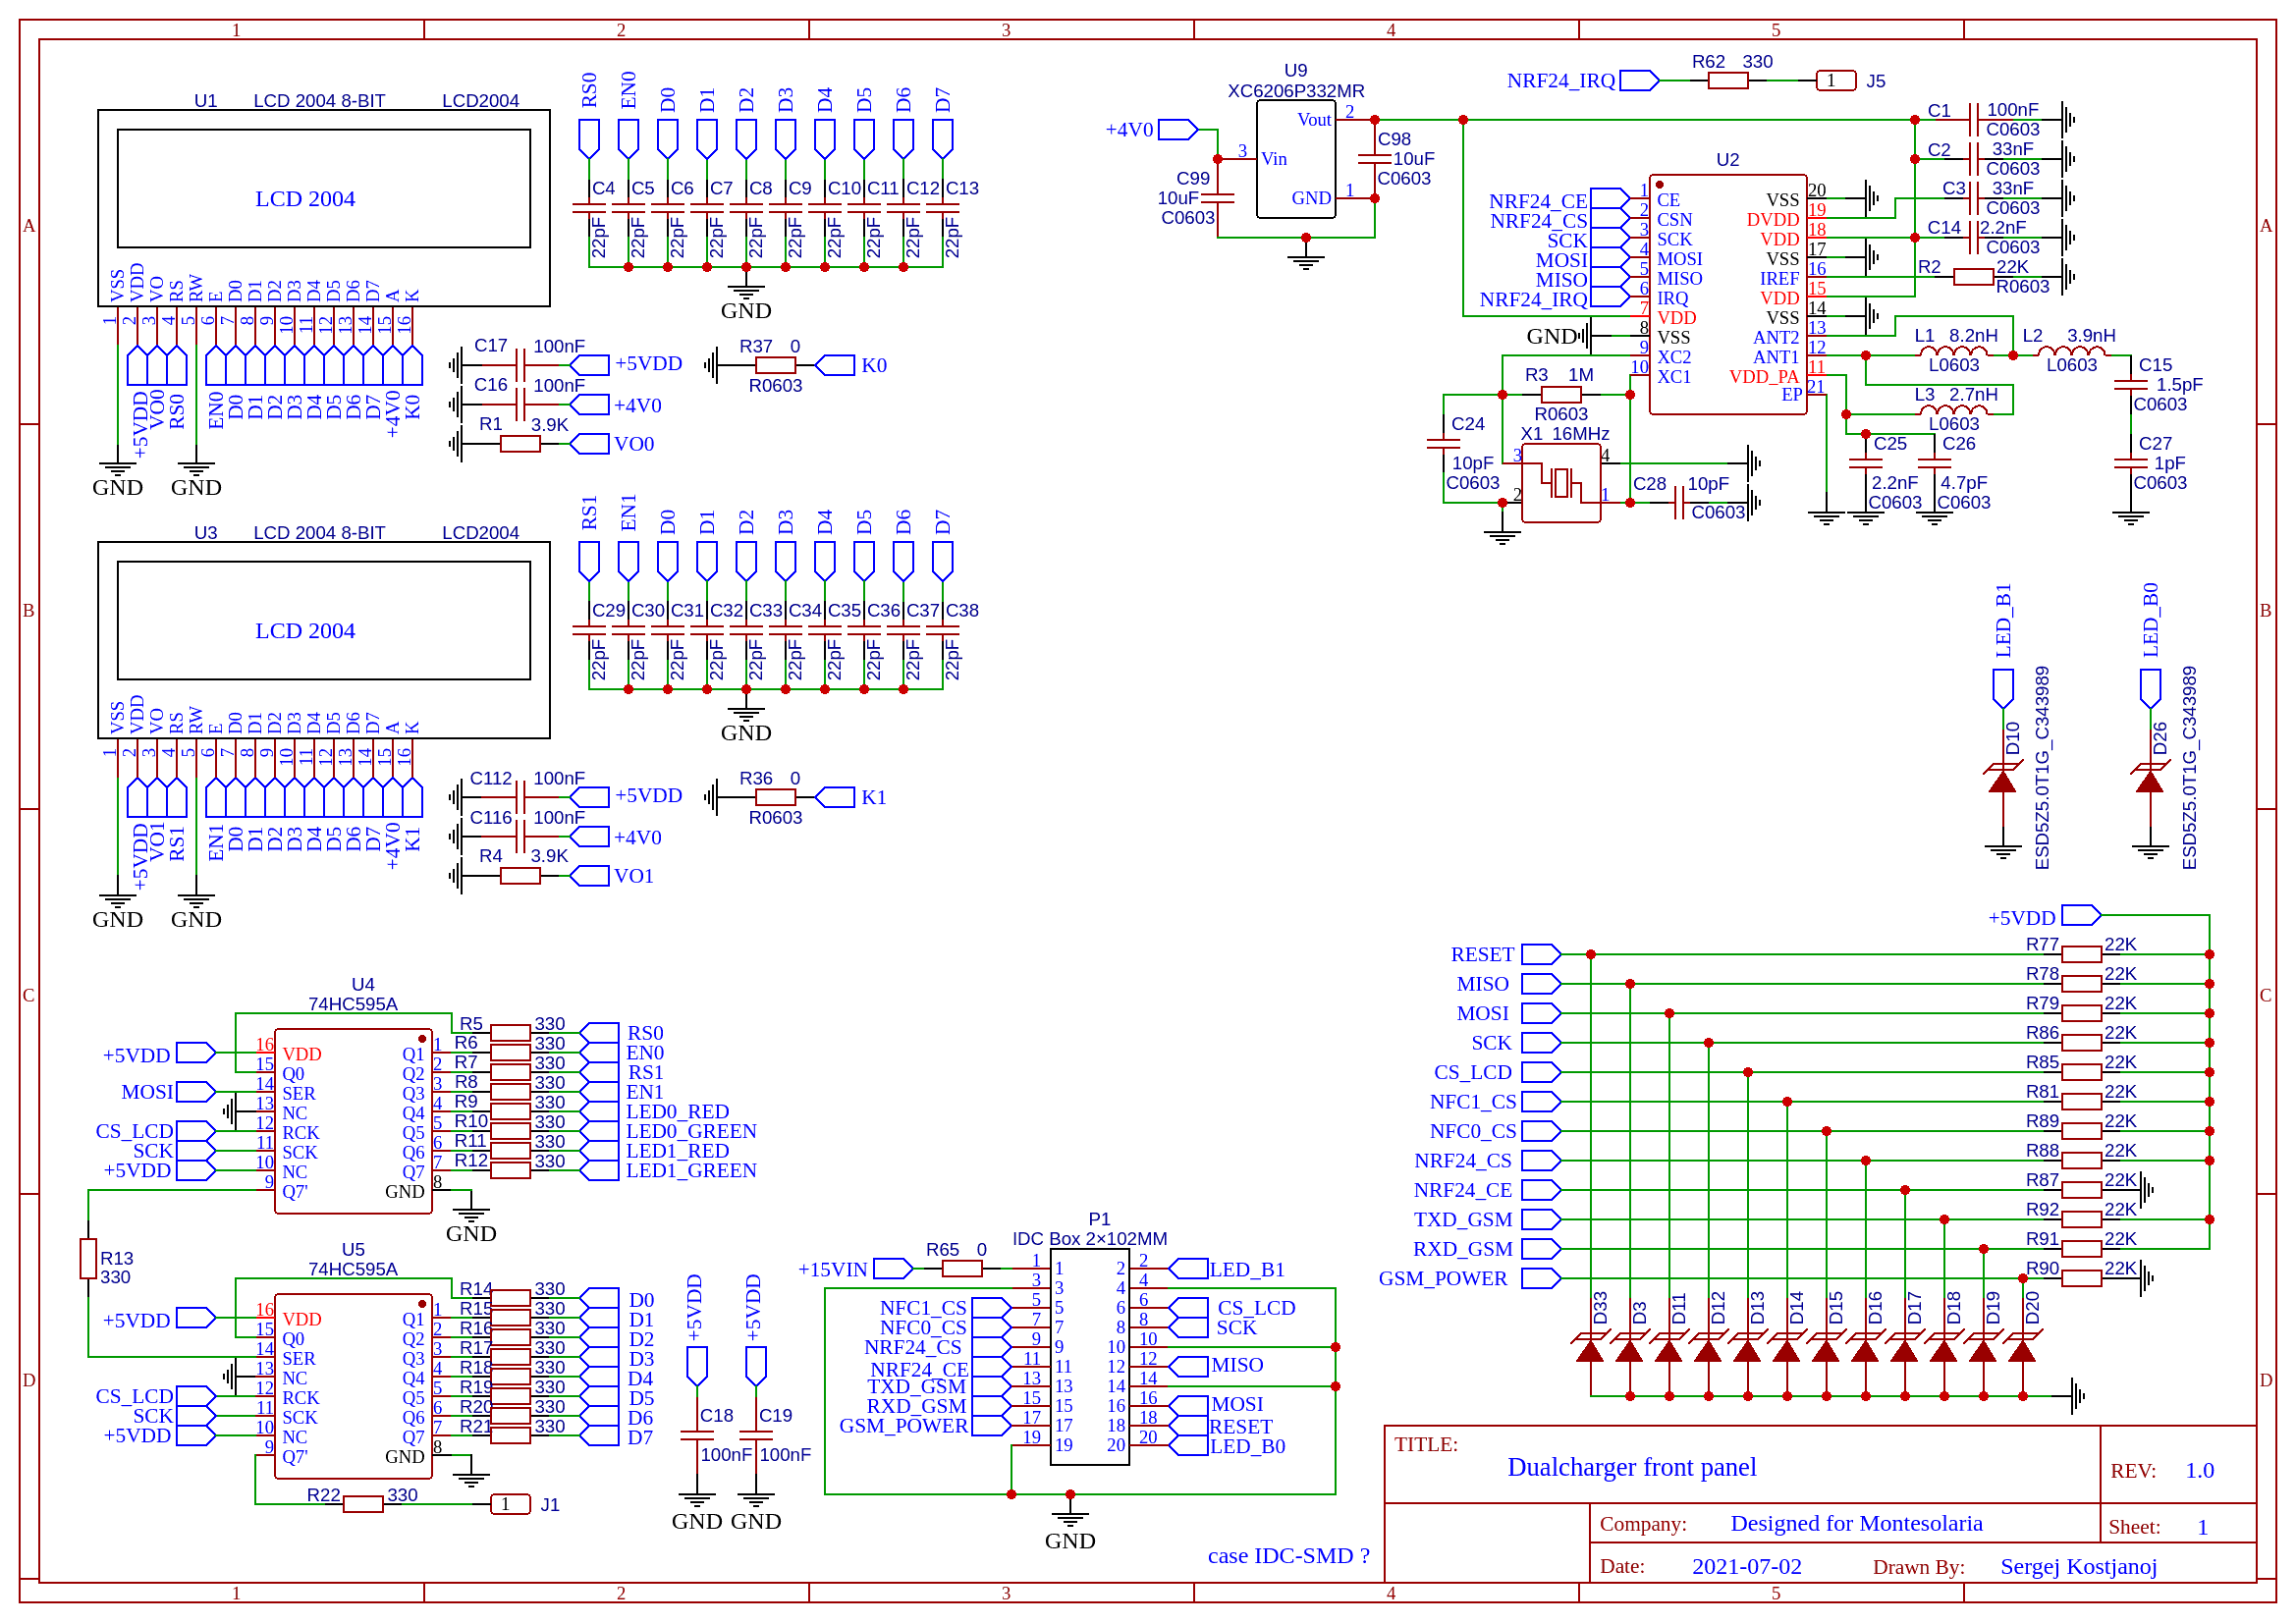 1 2 3 4 5
A B C D
A B C D
1 2 3 4 5
U1 LCD 2004 8-BIT LCD2004
LCD 2004
VSS VDD VO RS RW E D0 D1 D2 D3 D4 D5 D6 D7 A K
1 2 3 4 5 6 7 8 9 10 11 12 13 14 15 16
+5VDD VO0 RS0 EN0 D0 D1 D2 D3 D4 D5 D6 D7 +4V0 K0
GND GND
RS0 EN0 D0 D1 D2 D3 D4 D5 D6 D7
C4 C5 C6 C7 C8 C9 C10 C11 C12 C13
22pF 22pF 22pF 22pF 22pF 22pF 22pF 22pF 22pF 22pF
GND
C17 100nF +5VDD
C16 100nF +4V0
R1 3.9K VO0
R37 0 K0
R0603
U3 LCD 2004 8-BIT LCD2004
LCD 2004
VSS VDD VO RS RW E D0 D1 D2 D3 D4 D5 D6 D7 A K
1 2 3 4 5 6 7 8 9 10 11 12 13 14 15 16
+5VDD VO1 RS1 EN1 D0 D1 D2 D3 D4 D5 D6 D7 +4V0 K1
GND GND
RS1 EN1 D0 D1 D2 D3 D4 D5 D6 D7
C29 C30 C31 C32 C33 C34 C35 C36 C37 C38
22pF 22pF 22pF 22pF 22pF 22pF 22pF 22pF 22pF 22pF
GND
C112 100nF +5VDD
C116 100nF +4V0
R4 3.9K VO1
R36 0 K1
R0603
U9
XC6206P332MR
+4V0
3 Vin
Vout 2
GND 1
C99
10uF
C0603
C98
10uF
C0603
NRF24_IRQ R62 330 1 J5
U2
NRF24_CE 1 CE
NRF24_CS 2 CSN
SCK 3 SCK
MOSI 4 MOSI
MISO 5 MISO
NRF24_IRQ 6 IRQ
7 VDD
GND 8 VSS
9 XC2
10 XC1
VSS 20
DVDD 19
VDD 18
VSS 17
IREF 16
VDD 15
VSS 14
ANT2 13
ANT1 12
VDD_PA 11
EP 21
C1 100nF
C0603
C2 33nF
C0603
C3 33nF
C0603
C14 2.2nF
C0603
R2 22K
R0603
L1 8.2nH
L0603
L2 3.9nH
L0603
L3 2.7nH
L0603
C15
1.5pF
C0603
C27
1pF
C0603
C25
2.2nF
C0603
C26
4.7pF
C0603
R3 1M
R0603
X1 16MHz
3 4
2 1
C24
10pF
C0603
C28 10pF
C0603
LED_B1 LED_B0
D10 D26
ESD5Z5.0T1G_C343989 ESD5Z5.0T1G_C343989
U4
74HC595A
+5VDD 16 VDD
15 Q0
MOSI 14 SER
13 NC
CS_LCD 12 RCK
SCK 11 SCK
+5VDD 10 NC
9 Q7'
R5 330 RS0
Q1 1 R6 330 EN0
Q2 2 R7 330 RS1
Q3 3 R8 330 EN1
Q4 4 R9 330 LED0_RED
Q5 5 R10 330 LED0_GREEN
Q6 6 R11 330 LED1_RED
Q7 7 R12 330 LED1_GREEN
GND 8
GND
R13
330
U5
74HC595A
+5VDD 16 VDD
15 Q0
14 SER
13 NC
CS_LCD 12 RCK
SCK 11 SCK
+5VDD 10 NC
9 Q7'
R14 330 D0
Q1 1 R15 330 D1
Q2 2 R16 330 D2
Q3 3 R17 330 D3
Q4 4 R18 330 D4
Q5 5 R19 330 D5
Q6 6 R20 330 D6
Q7 7 R21 330 D7
GND 8
R22 330 1 J1
+5VDD +5VDD
C18 C19
100nF 100nF
GND GND
P1
IDC Box 2×102MM
+15VIN R65 0 1 1 2 2 LED_B1
3 3 4 4
NFC1_CS 5 5 6 6 CS_LCD
NFC0_CS 7 7 8 8 SCK
NRF24_CS 9 9 10 10
NRF24_CE 11 11 12 12 MISO
TXD_GSM 13 13 14 14
RXD_GSM 15 15 16 16 MOSI
GSM_POWER 17 17 18 18 RESET
19 19 20 20 LED_B0
GND
case IDC-SMD ?
+5VDD
RESET R77 22K
MISO R78 22K
MOSI R79 22K
SCK R86 22K
CS_LCD R85 22K
NFC1_CS R81 22K
NFC0_CS R89 22K
NRF24_CS R88 22K
NRF24_CE R87 22K
TXD_GSM R92 22K
RXD_GSM R91 22K
GSM_POWER R90 22K
D33 D3 D11 D12 D13 D14 D15 D16 D17 D18 D19 D20
TITLE: Dualcharger front panel
REV: 1.0
Company: Designed for Montesolaria
Sheet: 1
Date: 2021-07-02 Drawn By: Sergej Kostjanoj